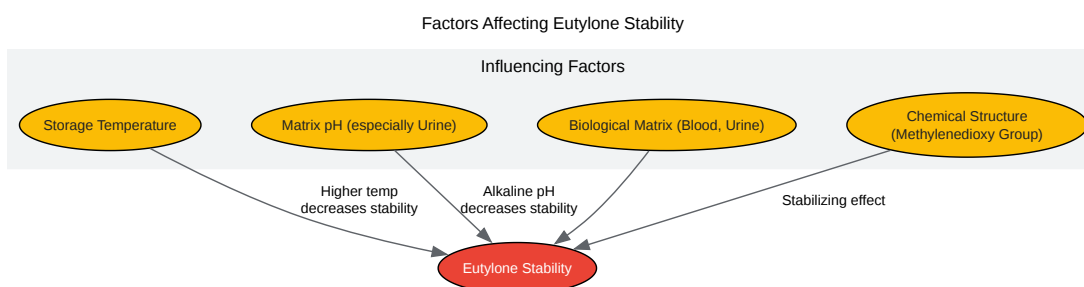 Factors Affecting Eutylone Stability
Influencing Factors
Storage Temperature
Matrix pH (especially Urine)
Biological Matrix (Blood, Urine)
Chemical Structure
(Methylenedioxy Group)
Higher temp
decreases stability
Alkaline pH
decreases stability
Stabilizing effect
Eutylone Stability